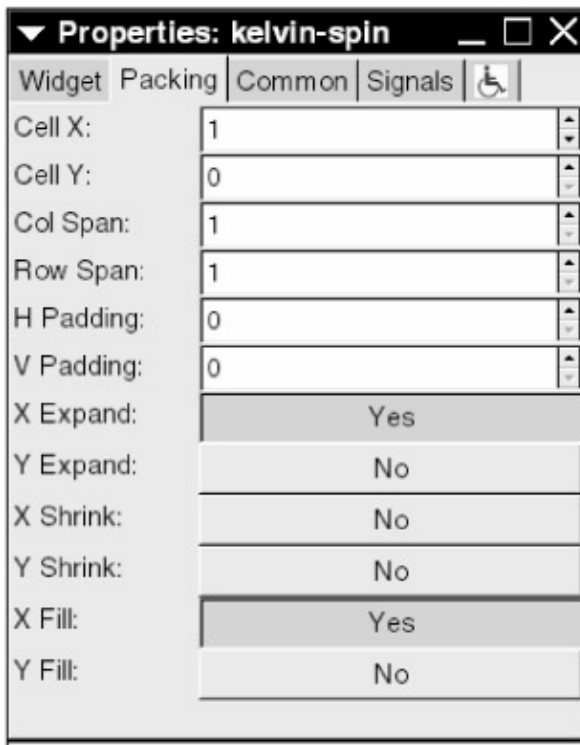 Properties: kelvin-spin
Widget Packing Common Signals
Cell X: 1
Cell Y: 0
Col Span: 1
Row Span: 1
H Padding: 0
V Padding: 0
X Expand: Yes
Y Expand: No
X Shrink: No
Y Shrink: No
X Fill: Yes
Y Fill: No